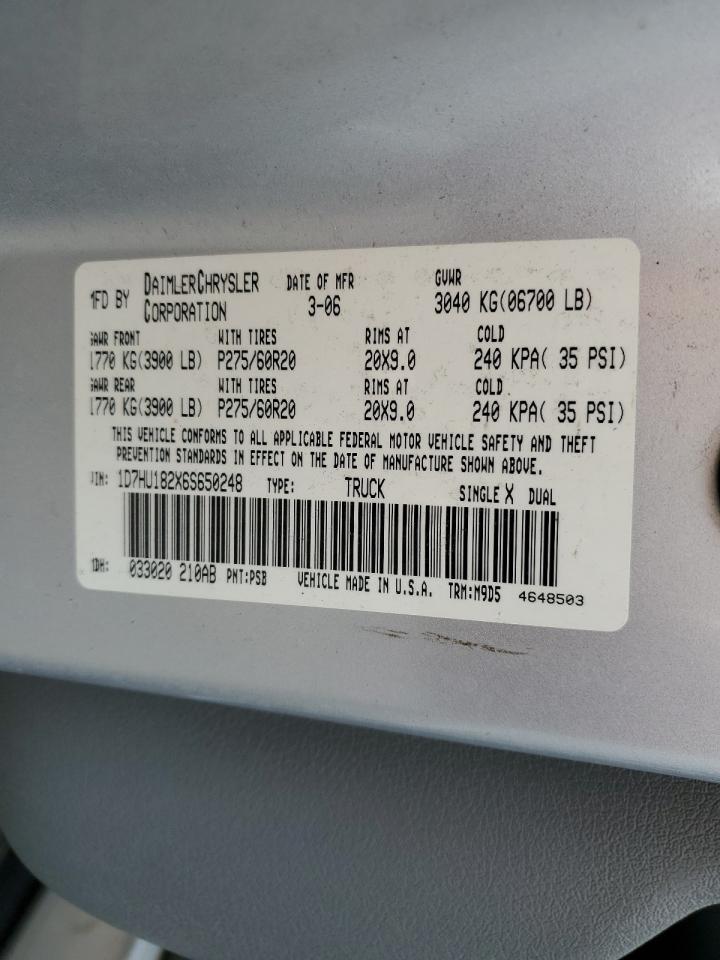 MFD BY DAIMLERCHRYSLER CORPORATION DATE OF MFR 3-06 GVWR 3040 KG(06700 LB)
GAWR FRONT WITH TIRES RIMS AT COLD
1770 KG(3900 LB) P275/60R20 20X9.0 240 KPA( 35 PSI)
GAWR REAR WITH TIRES RIMS AT COLD
1770 KG(3900 LB) P275/60R20 20X9.0 240 KPA( 35 PSI)
THIS VEHICLE CONFORMS TO ALL APPLICABLE FEDERAL MOTOR VEHICLE SAFETY AND THEFT
PREVENTION STANDARDS IN EFFECT ON THE DATE OF MANUFACTURE SHOWN ABOVE.
VIN: 1D7HU182X6S650248 TYPE: TRUCK SINGLE X DUAL
MDH: 033020 210AB PNT:PSB VEHICLE MADE IN U.S.A. TRM:M9D5 4648503